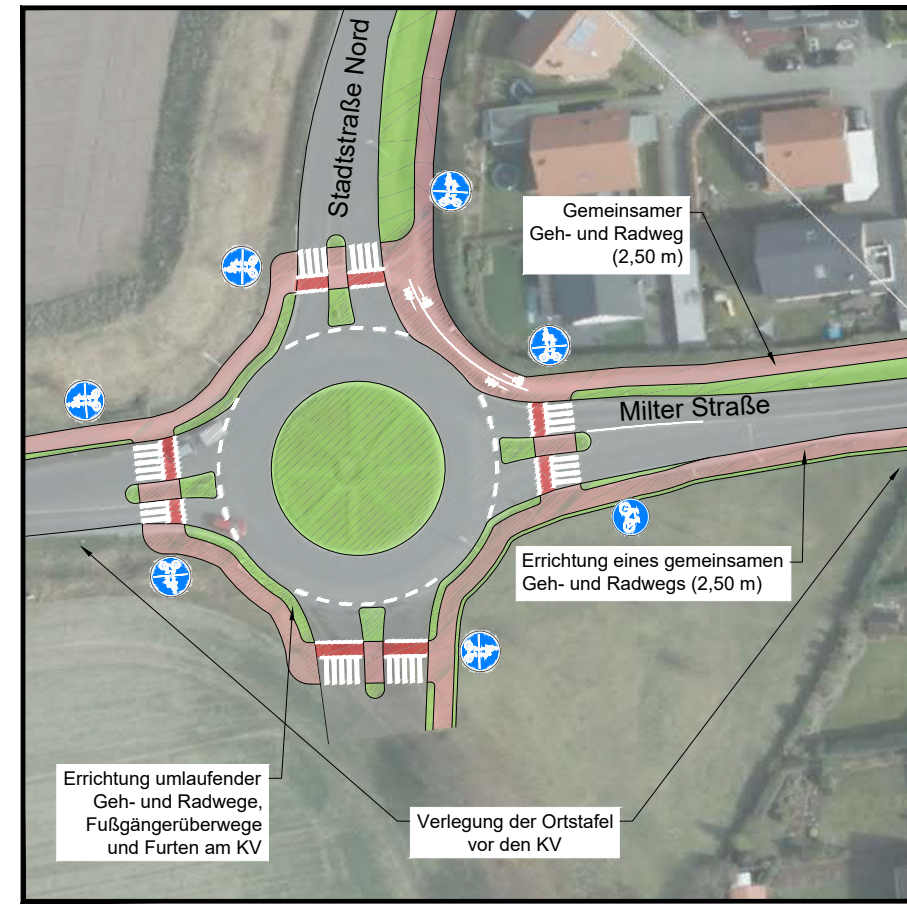 Stadtstraße Nord
Gemeinsamer
Geh- und Radweg
(2,50 m)
Milter Straße
Errichtung eines gemeinsamen
Geh- und Radwegs (2,50 m)
Errichtung umlaufender
Geh- und Radwege,
Fußgängerüberwege
und Furten am KV
Verlegung der Ortstafel
vor den KV